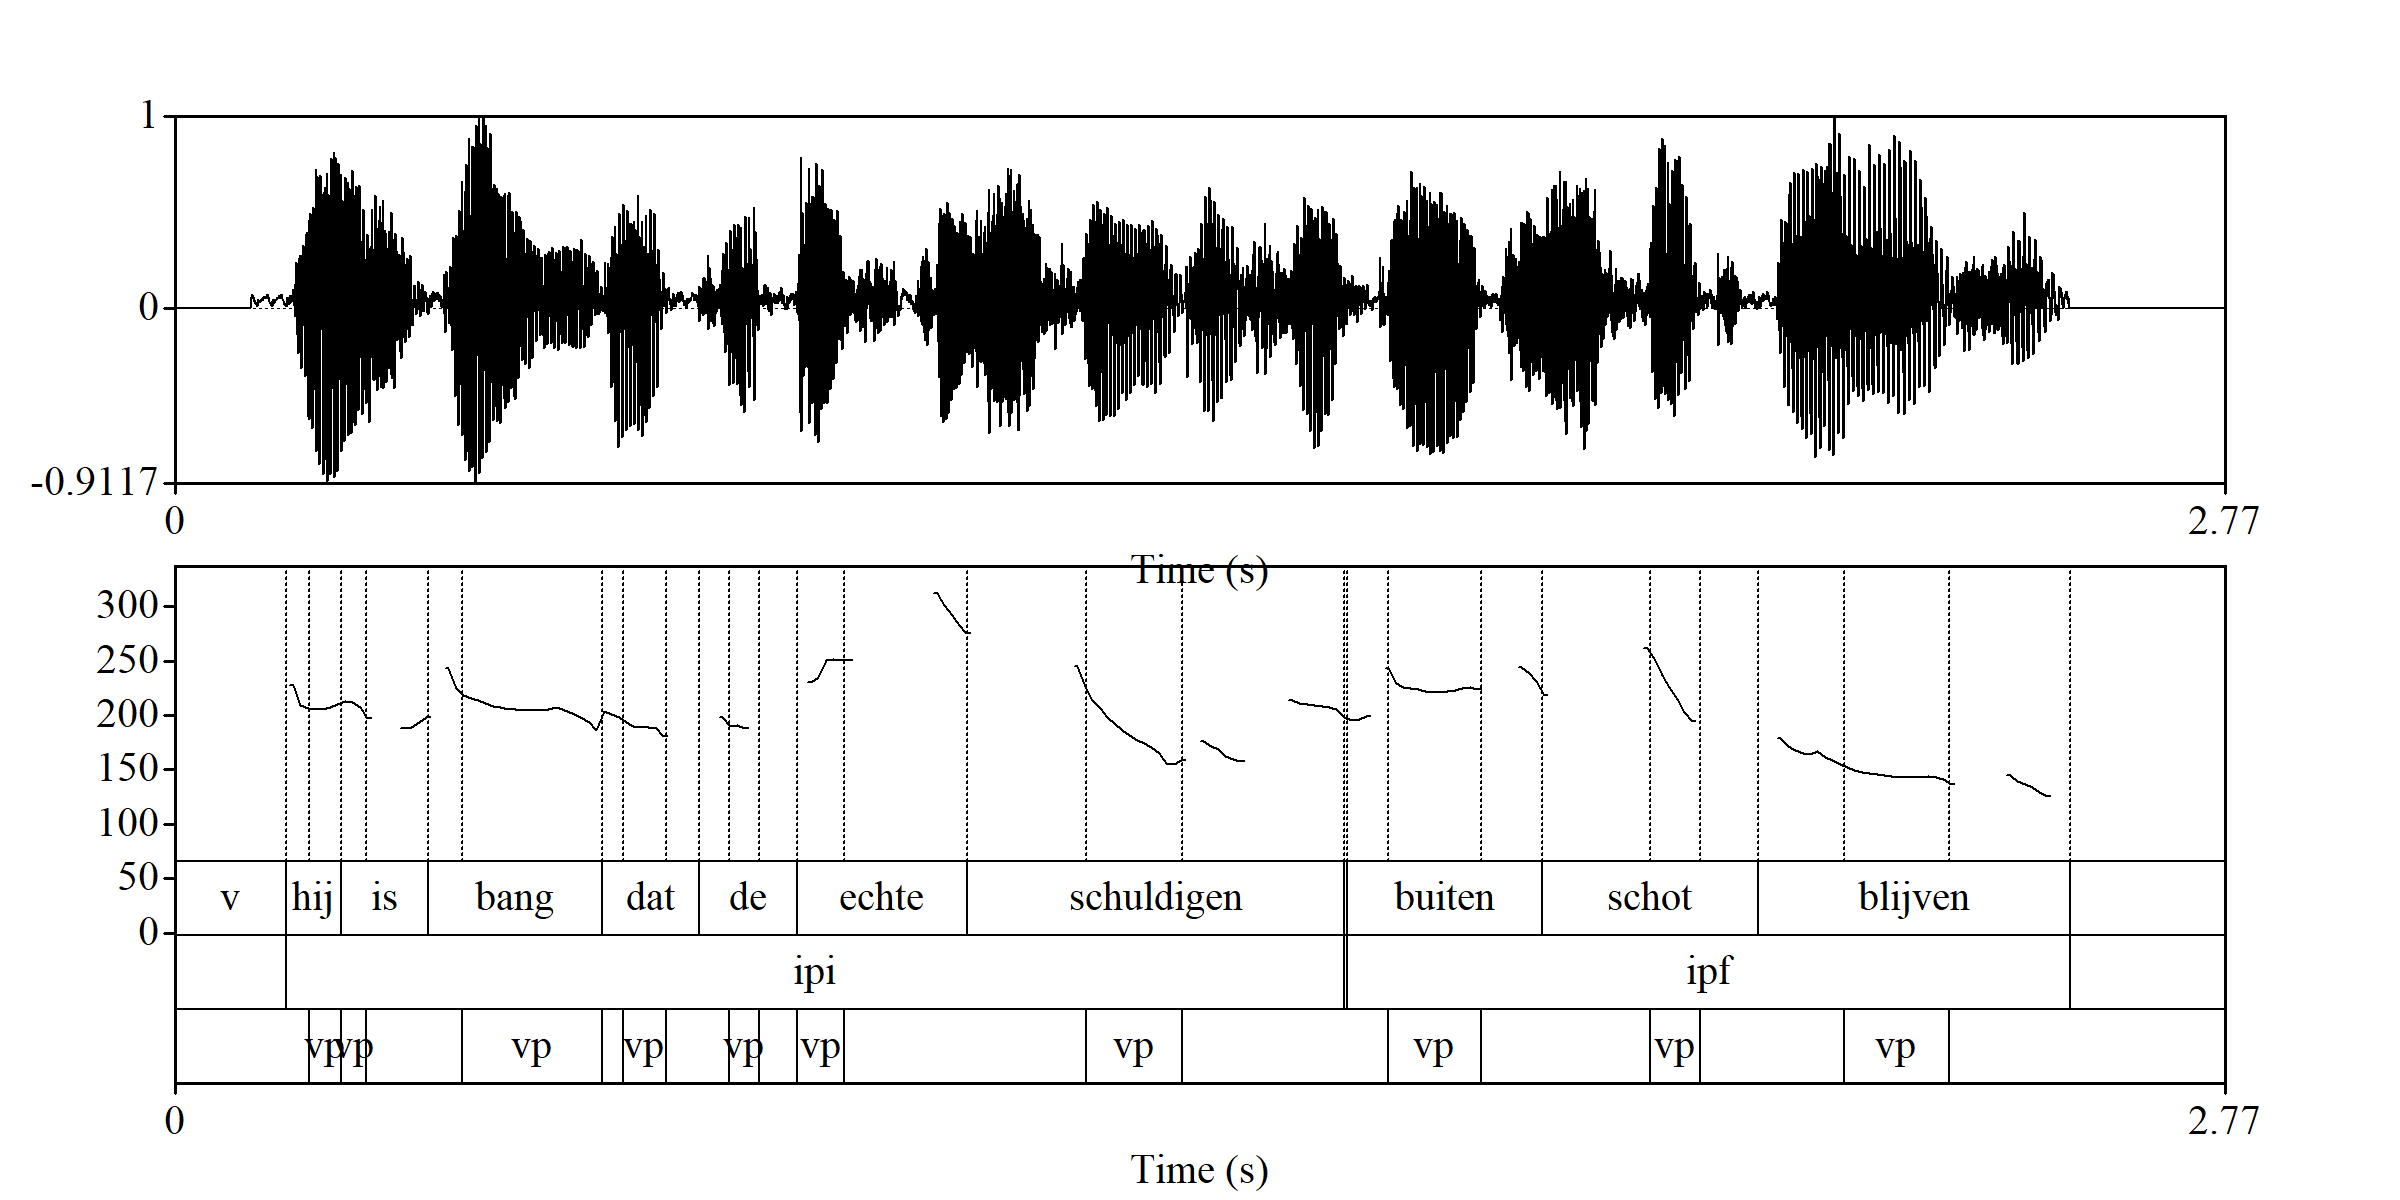 1
0
-0.9117
0 2.77
Time (s)
300
250
200
150
100
50
0
v hij is bang dat de echte schuldigen buiten schot blijven
ipi ipf
vp vp vp vp vp vp vp vp vp vp
0 2.77
Time (s)